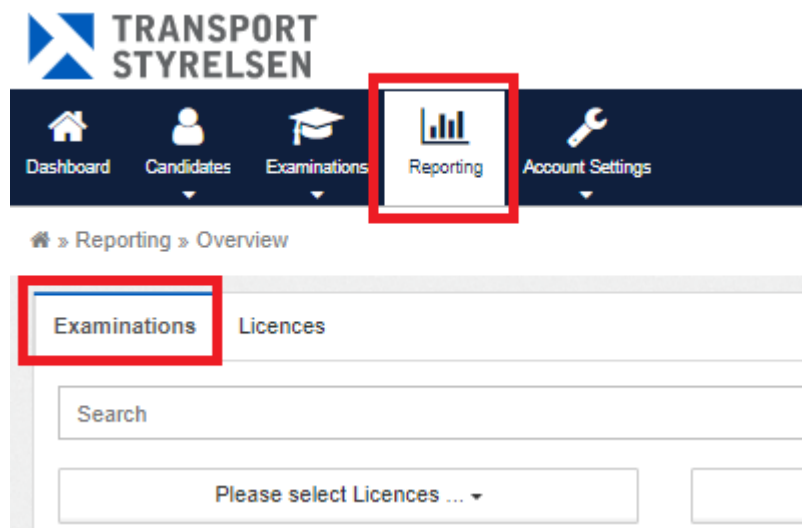 TRANSPORT
STYRELSEN
Dashboard Candidates Examinations Reporting Account Settings
» Reporting » Overview
Examinations Licences
Search
Please select Licences ...